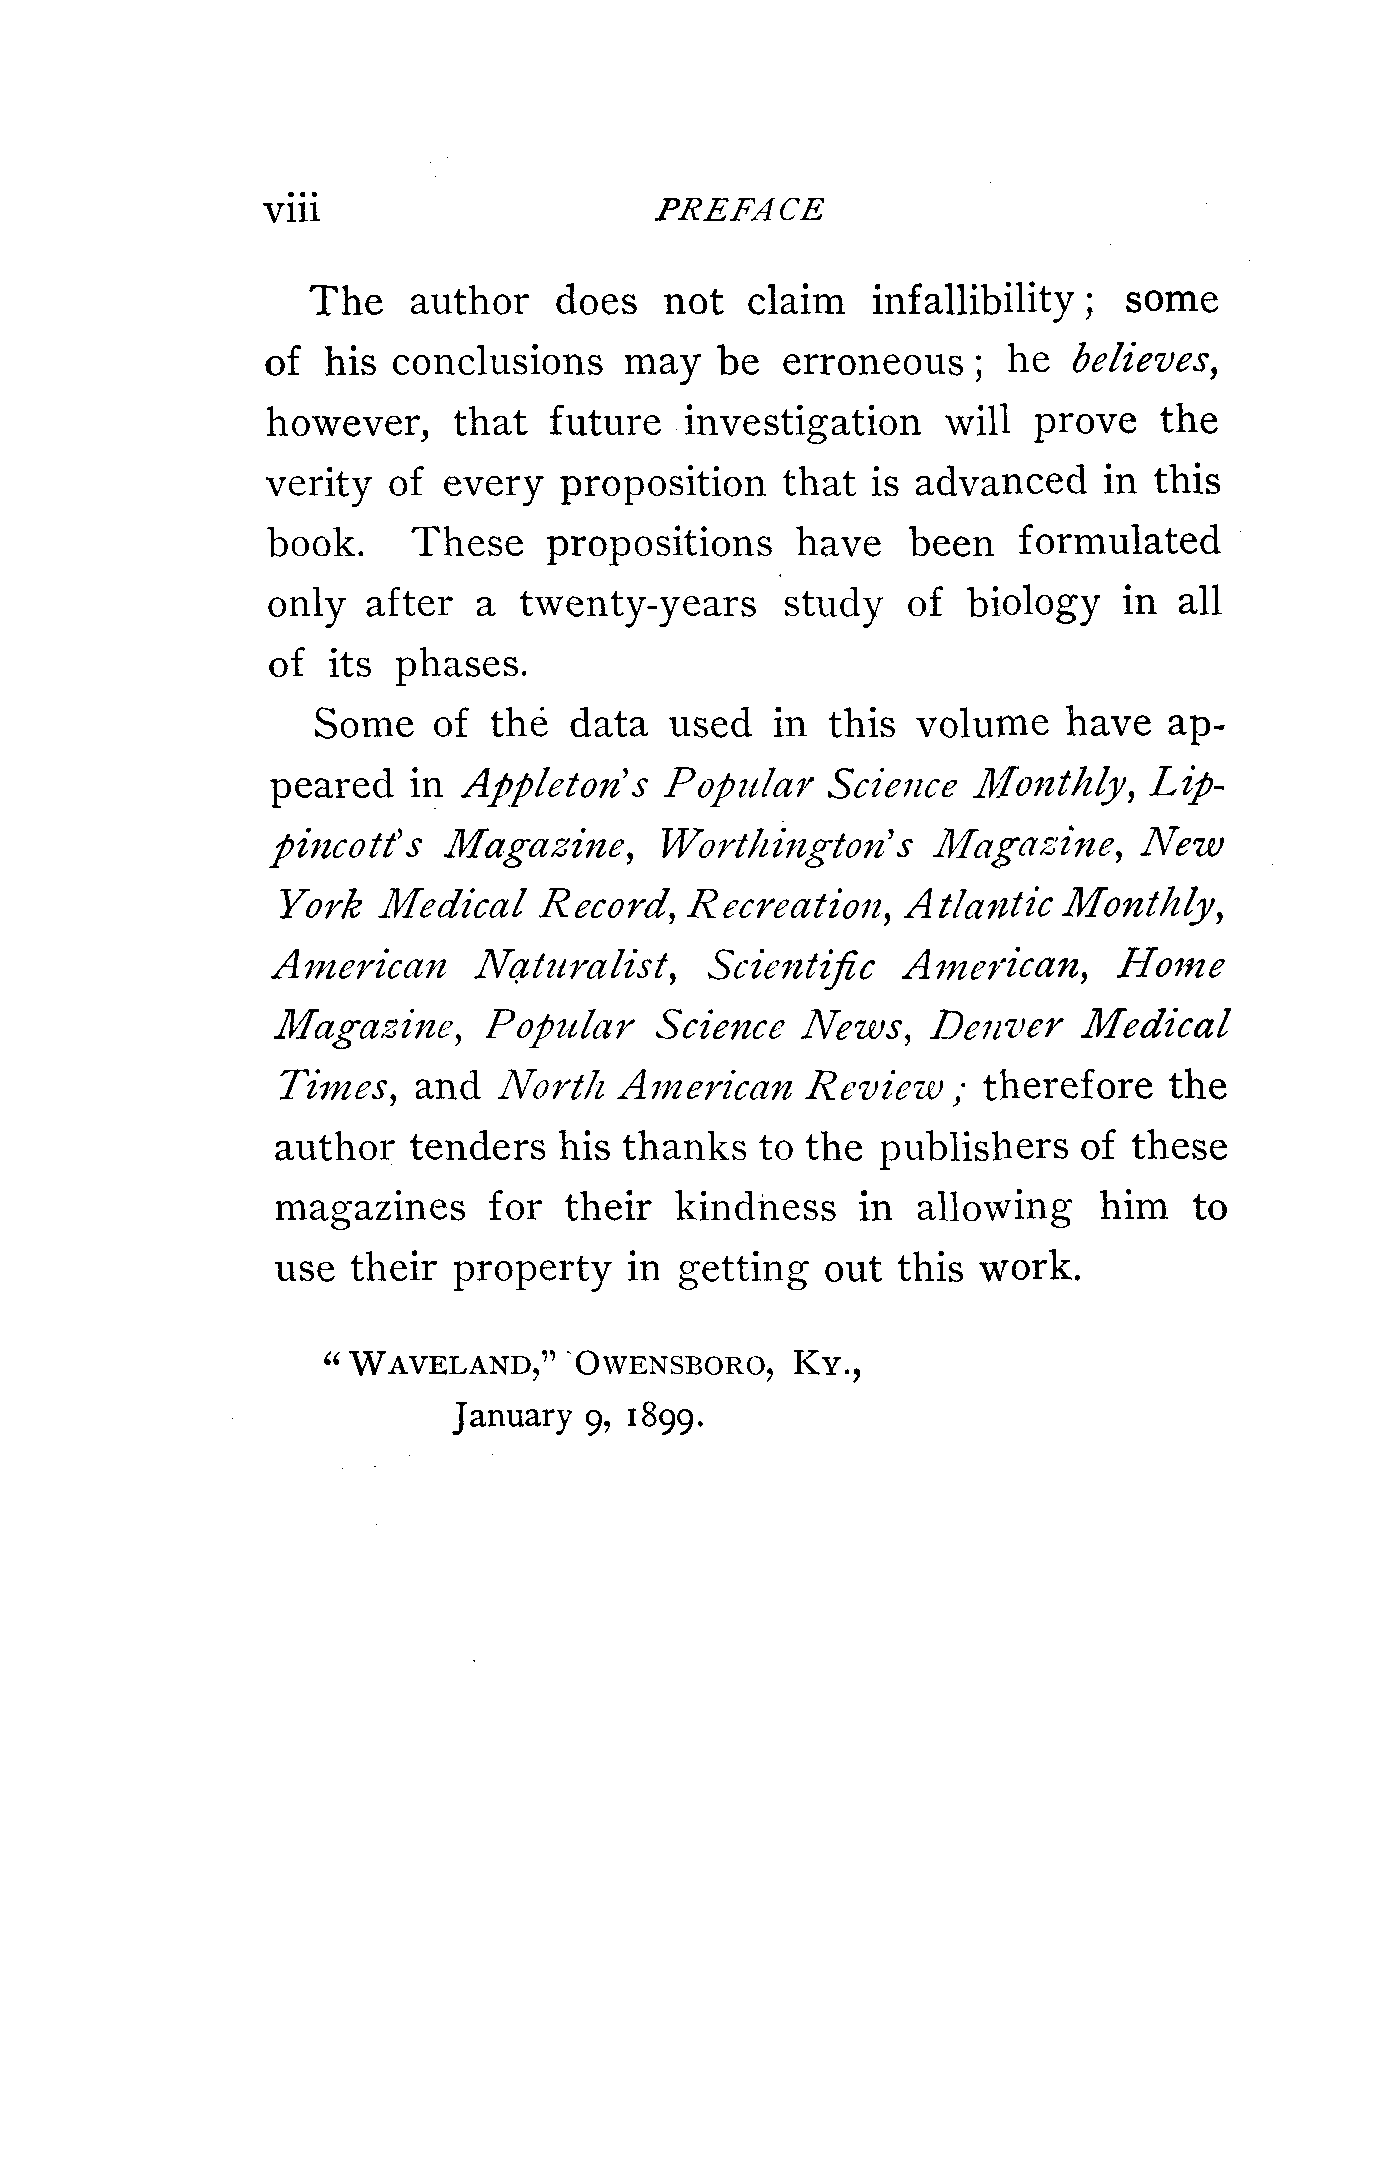 viii PREFACE
The author does not claim infallibility; some
of his conclusions may be erroneous; he believes,
however, that future investigation will prove the
verity of every proposition that is advanced in this
book. These propositions have been formulated
only after a twenty-years study of biology in all
of its phases.
Some of the data used in this volume have ap-
peared in Appleton's Popular Science Monthly, Lip-
pincott's Magazine, Worthington's Magazine, New
York Medical Record, Recreation, Atlantic Monthly,
American Naturalist, Scientific American, Home
Magazine, Popular Science News, Denver Medical
Times, and North American Review; therefore the
author tenders his thanks to the publishers of these
magazines for their kindness in allowing him to
use their property in getting out this work.
"WAVELAND," OWENSBORO, KY.,
January 9, 1899.